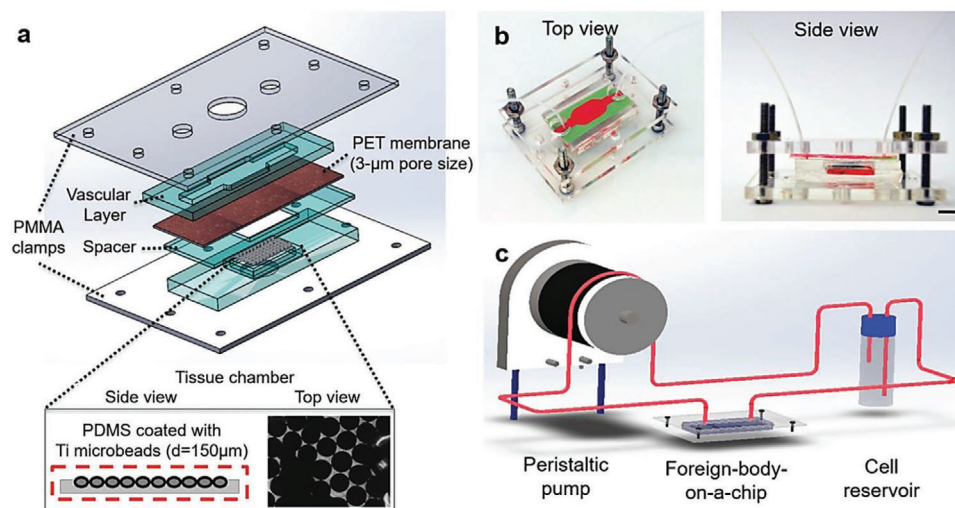 a
PET membrane
(3-µm pore size)
Vascular
Layer
PMMA
clamps
Spacer
Tissue chamber
Side view
Top view
PDMS coated with
Ti microbeads (d=150µm)
b
Top view
Side view
c
Peristaltic
pump
Foreign-body-
on-a-chip
Cell
reservoir